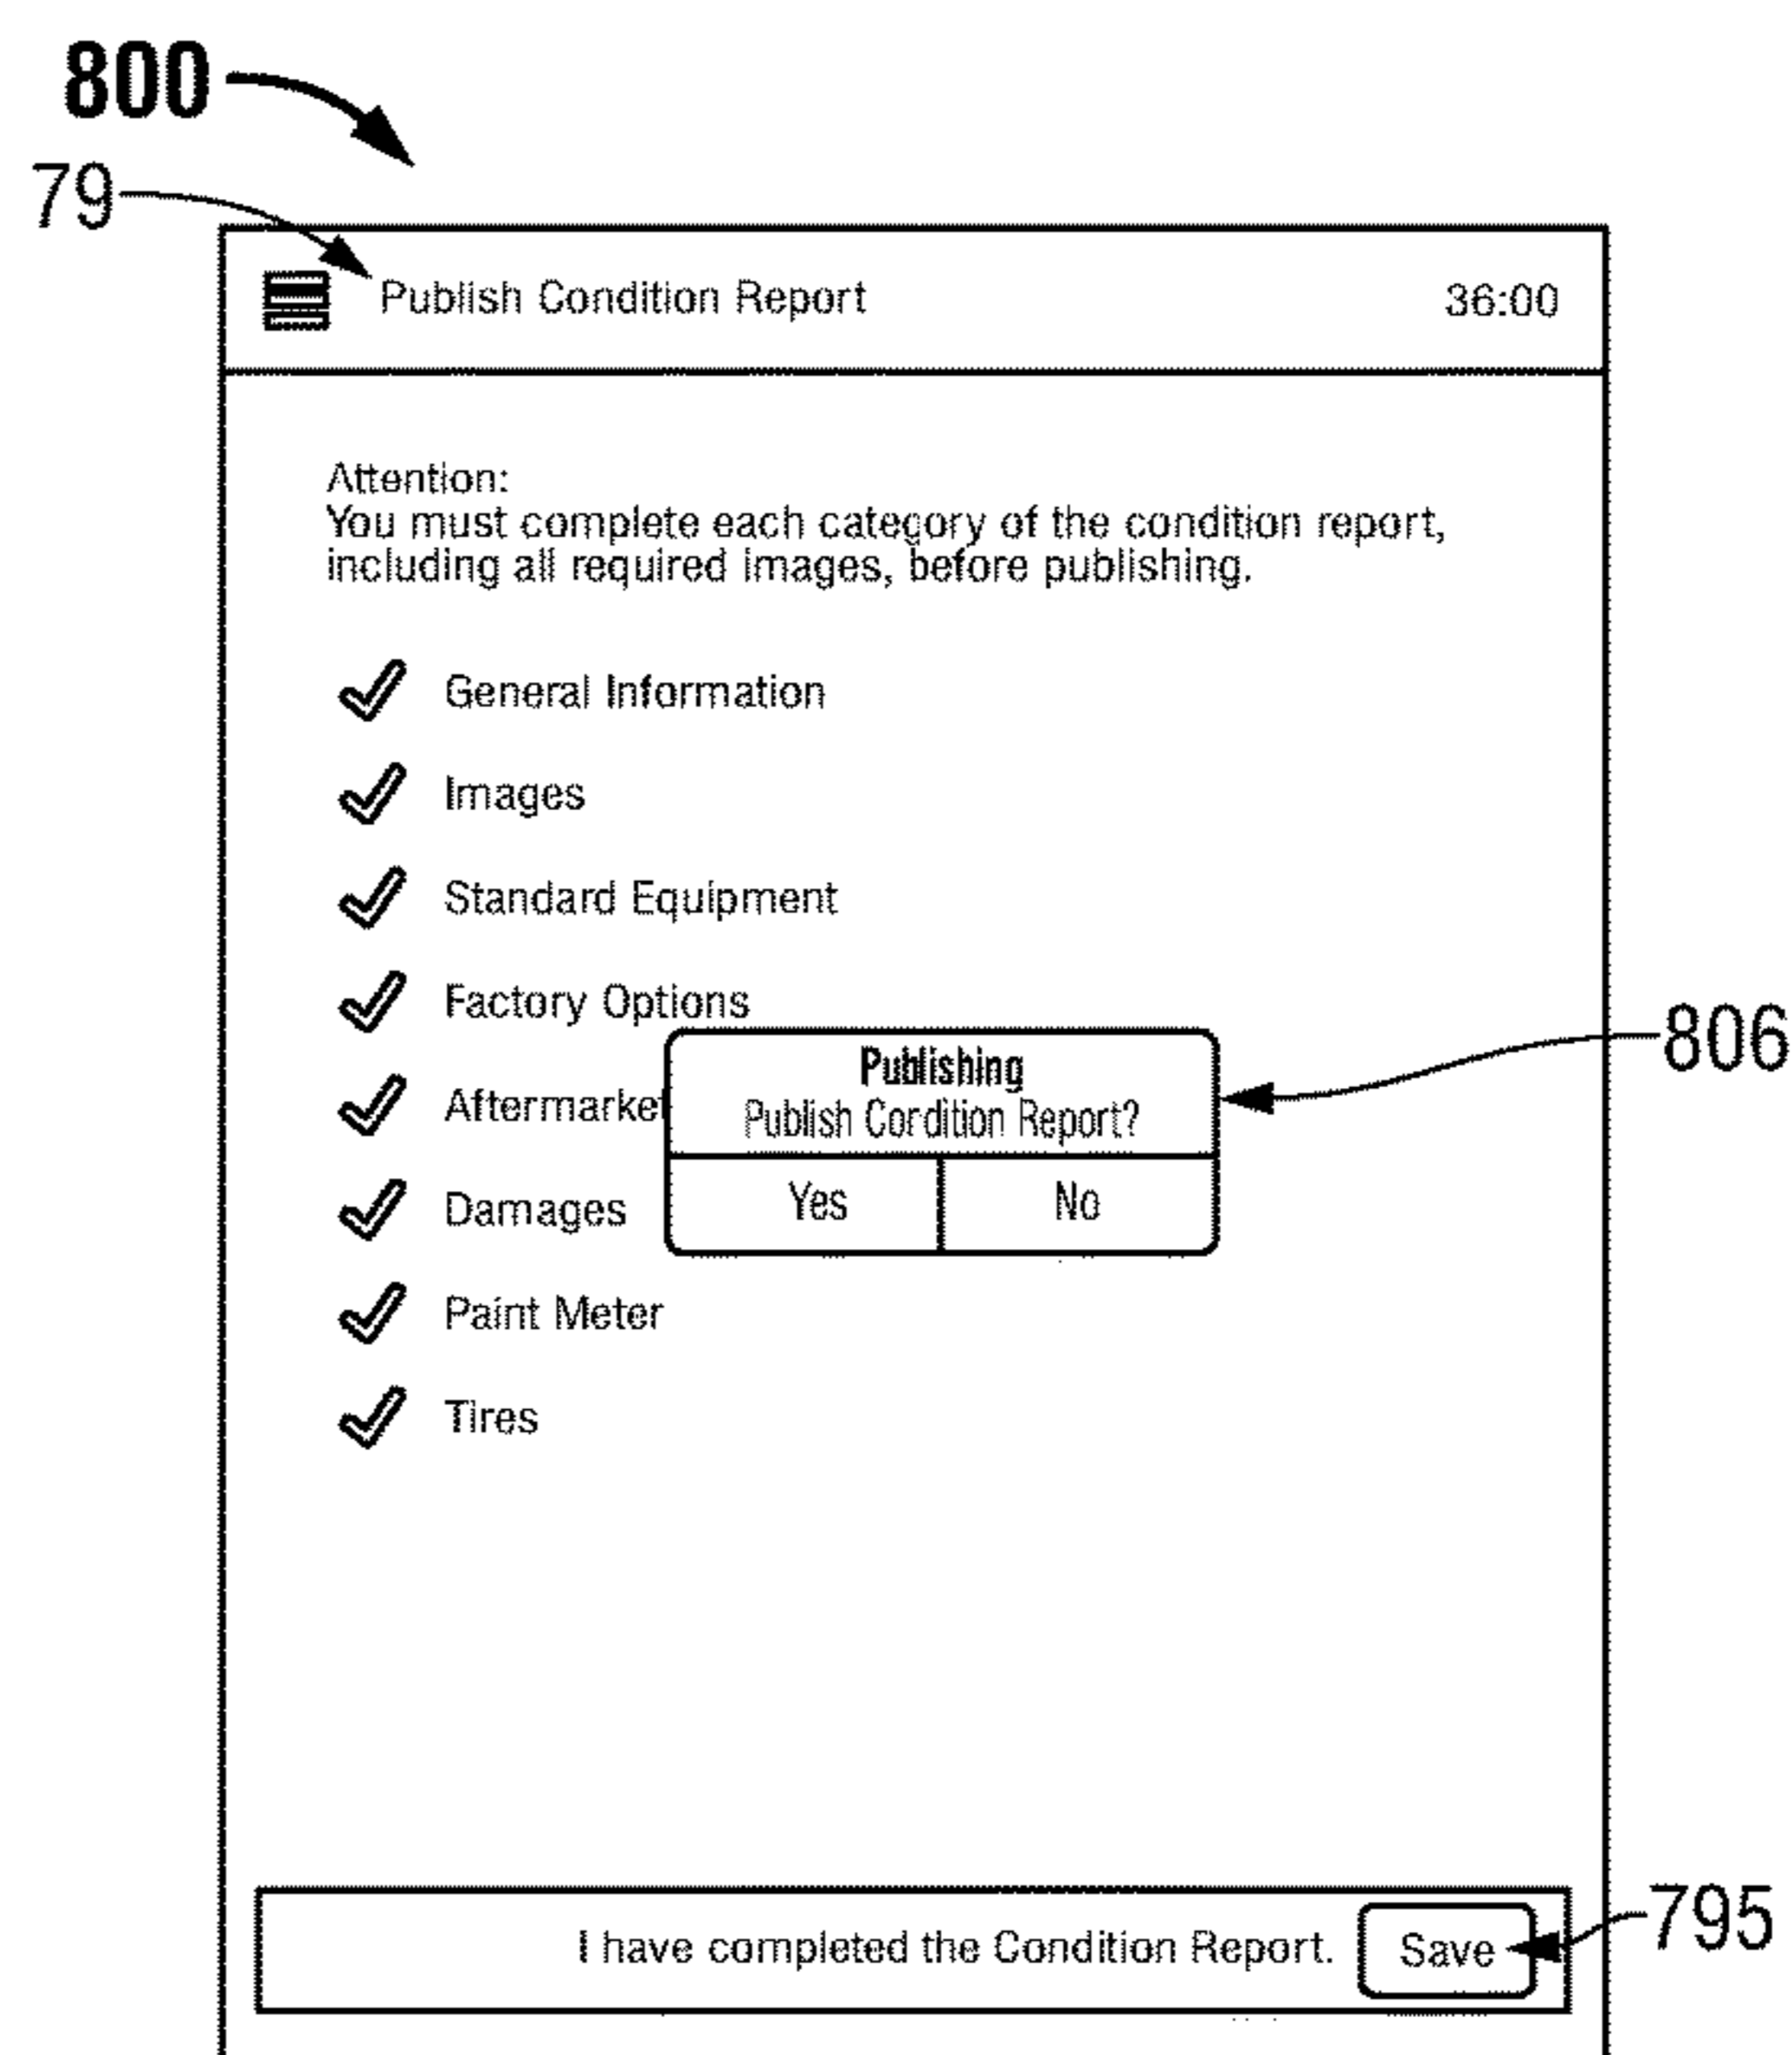 800
79
Publish Condition Report 36:00
Attention:
You must complete each category of the condition report,
including all required images, before publishing.
General Information
Images
Standard Equipment
Factory Options
806
Publishing
Publish Cordition Report?
Aftermarket
Yes No
Damages
Paint Meter
Tires
I have completed the Condition Report. Save
795